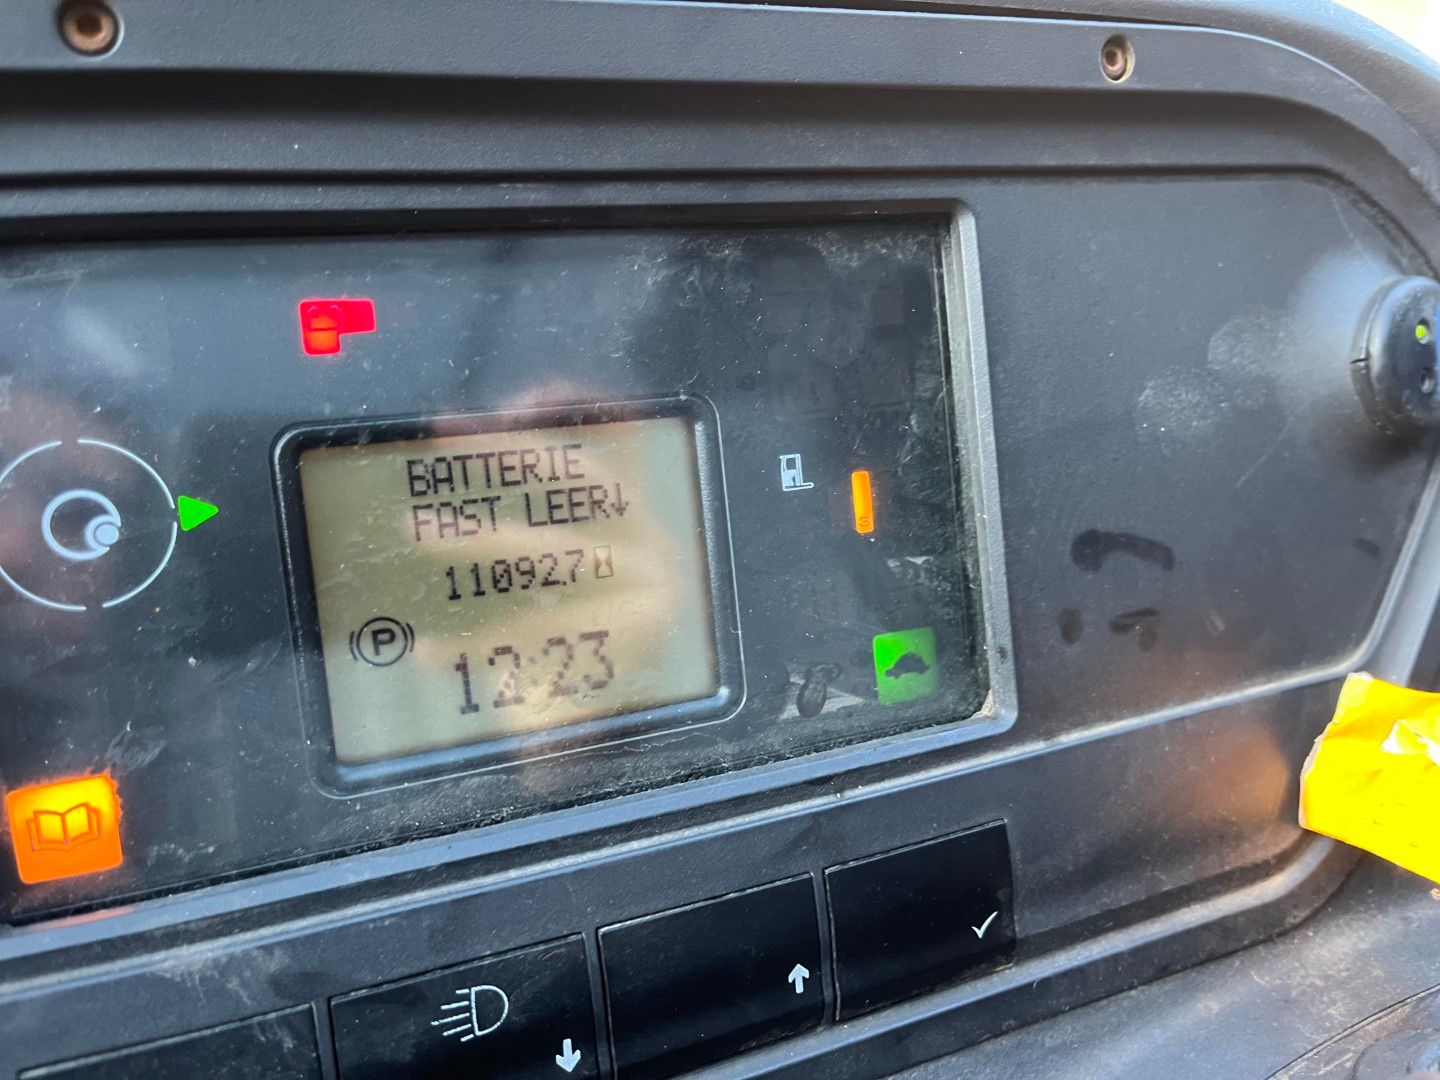 BATTERIE
FAST LEER↓
11092.7
P
12:23